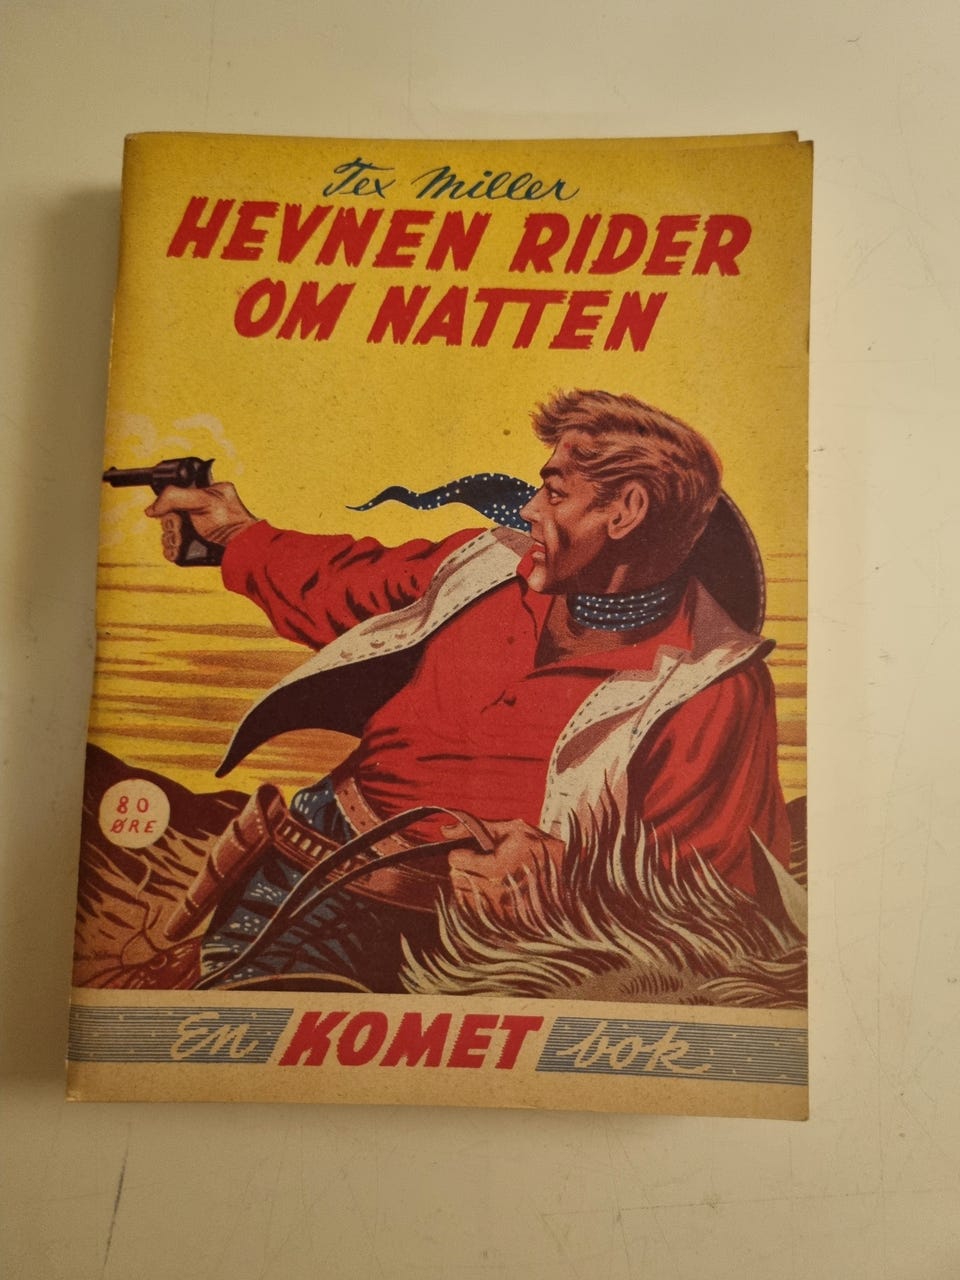 Tex Miller
HEVNEN RIDER
OM NATTEN
80
ØRE
En KOMET bok